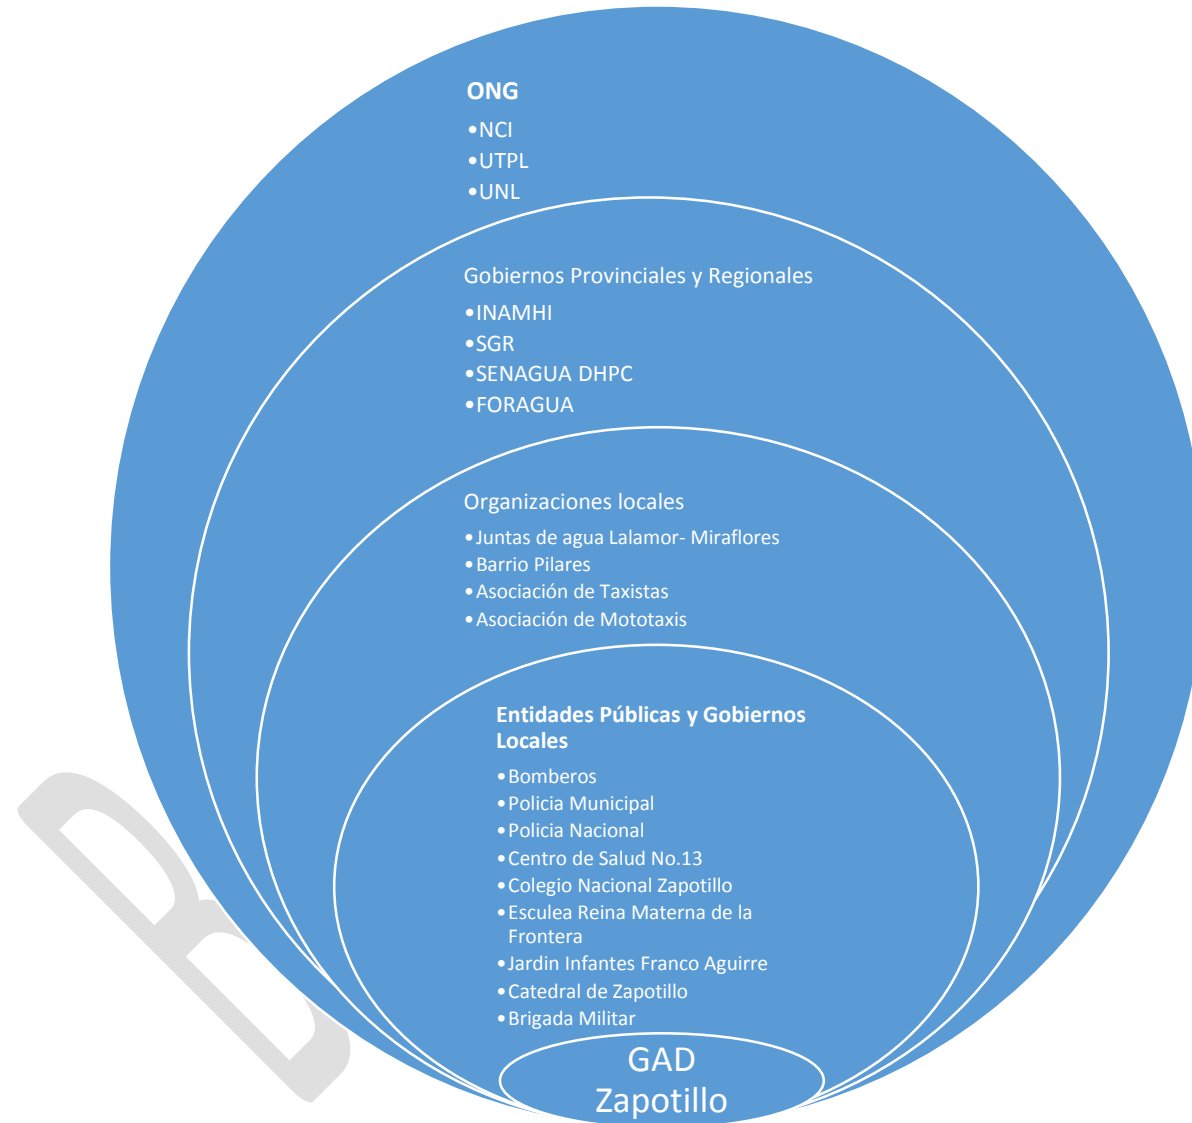 ONG
•NCI
•UTPL
•UNL
Gobiernos Provinciales y Regionales
•INAMHI
•SGR
•SENAGUA DHPC
•FORAGUA
Organizaciones locales
•Juntas de agua Lalamor- Miraflores
•Barrio Pilares
•Asociación de Taxistas
•Asociación de Mototaxis
Entidades Públicas y Gobiernos
Locales
•Bomberos
•Policia Municipal
•Policia Nacional
•Centro de Salud No.13
•Colegio Nacional Zapotillo
•Esculea Reina Materna de la
Frontera
•Jardin Infantes Franco Aguirre
•Catedral de Zapotillo
•Brigada Militar
GAD
Zapotillo